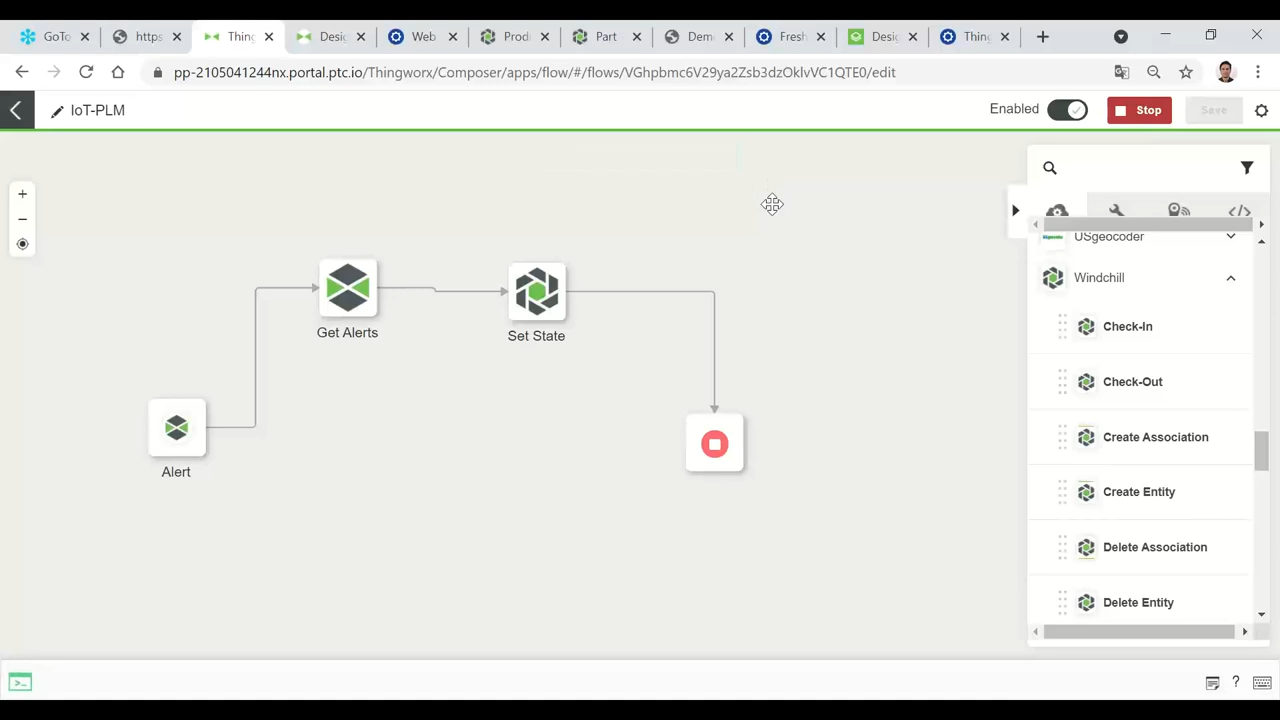 GoTo
https
Thing
Desig
Web
Prod
Part
Dem
Fresh
Desig
Thing
pp-2105041244nx.portal.ptc.io/Thingworx/Composer/apps/flow/#/flows/VGhpbmc6V29ya2Zsb3dzOklvVC1QTE0/edit
IoT-PLM
Enabled
Stop
Save
USgeocoder
Windchill
Check-In
Check-Out
Create Association
Create Entity
Delete Association
Delete Entity
Get Alerts
Set State
Alert